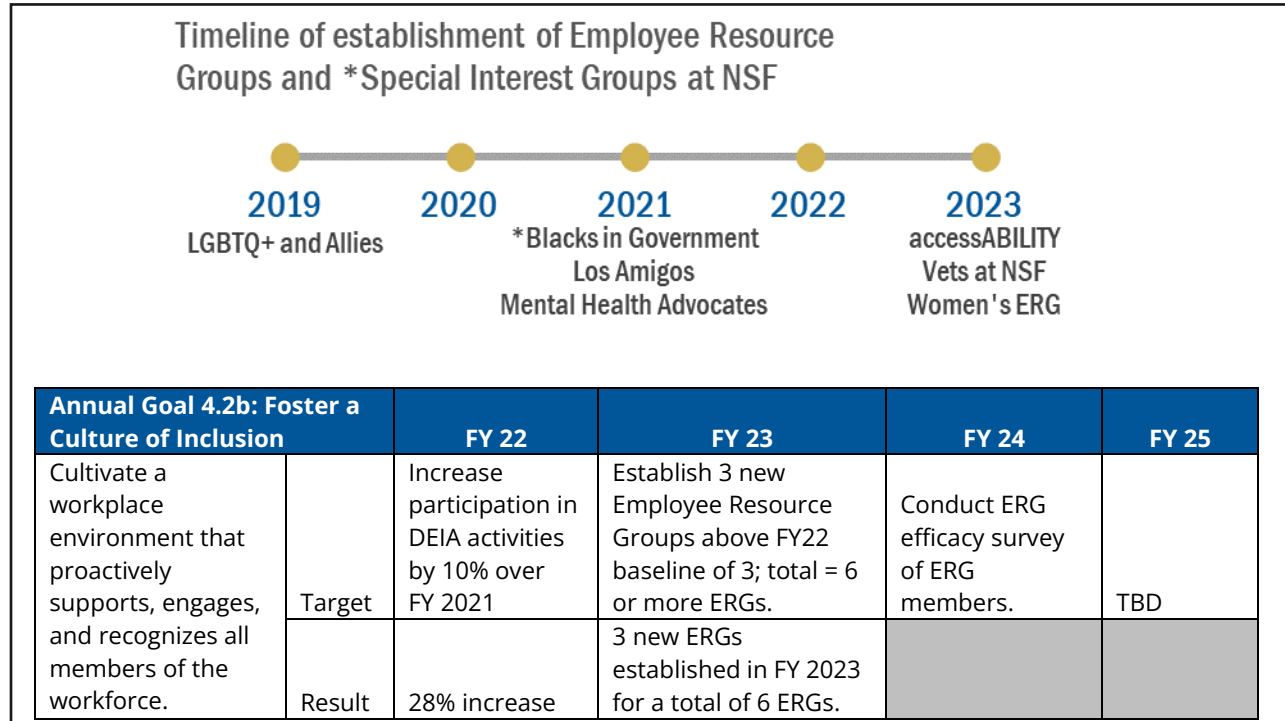 Timeline of establishment of Employee Resource
Groups and *Special Interest Groups at NSF
2019
LGBTQ+ and Allies
2020
2021
*Blacks in Government
Los Amigos
Mental Health Advocates
2022
2023
accessABILITY
Vets at NSF
Women's ERG
Annual Goal 4.2b: Foster a
Culture of Inclusion
FY 22
FY 23
FY 24
FY 25
Cultivate a
workplace
environment that
proactively
supports, engages,
and recognizes all
members of the
workforce.
Target
Increase
participation in
DEIA activities
by 10% over
FY 2021
Establish 3 new
Employee Resource
Groups above FY22
baseline of 3; total = 6
or more ERGs.
Conduct ERG
efficacy survey
of ERG
members.
TBD
Result
28% increase
3 new ERGs
established in FY 2023
for a total of 6 ERGs.